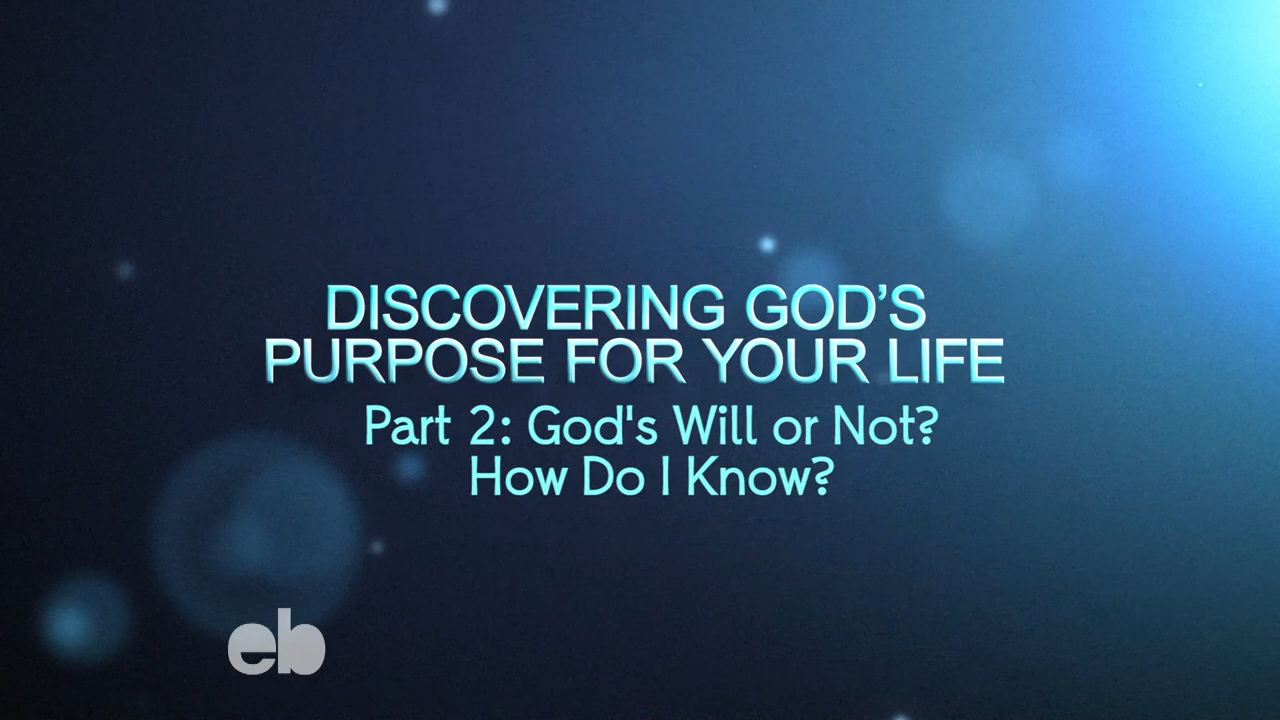 DISCOVERING GOD’S
PURPOSE FOR YOUR LIFE
Part 2: God's Will or Not?
How Do I Know?
eb